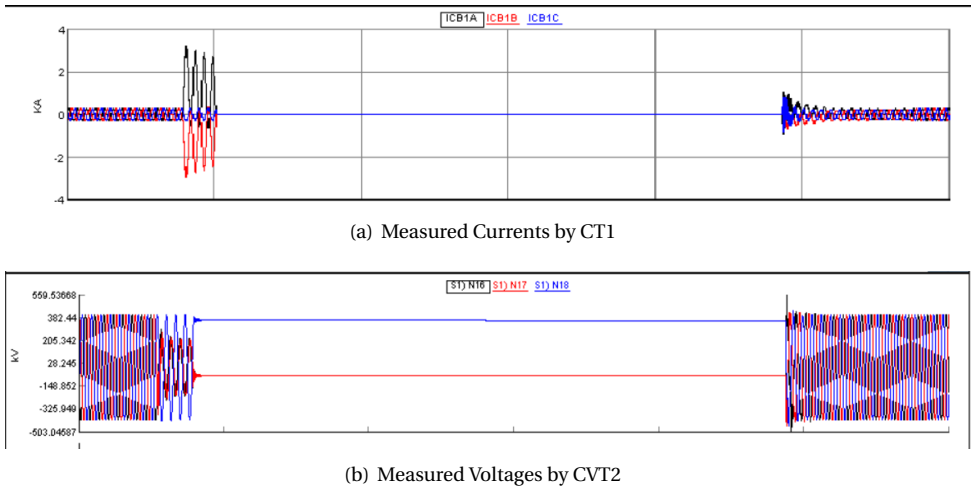 ICB1A ICB1B ICB1C
4
2
0
-2
-4
KA
(a) Measured Currents by CT1
S1) N16 S1) N17 S1) N18
559.53668
382.44
205.342
28.245
-148.852
-325.949
-503.04587
kV
(b) Measured Voltages by CVT2